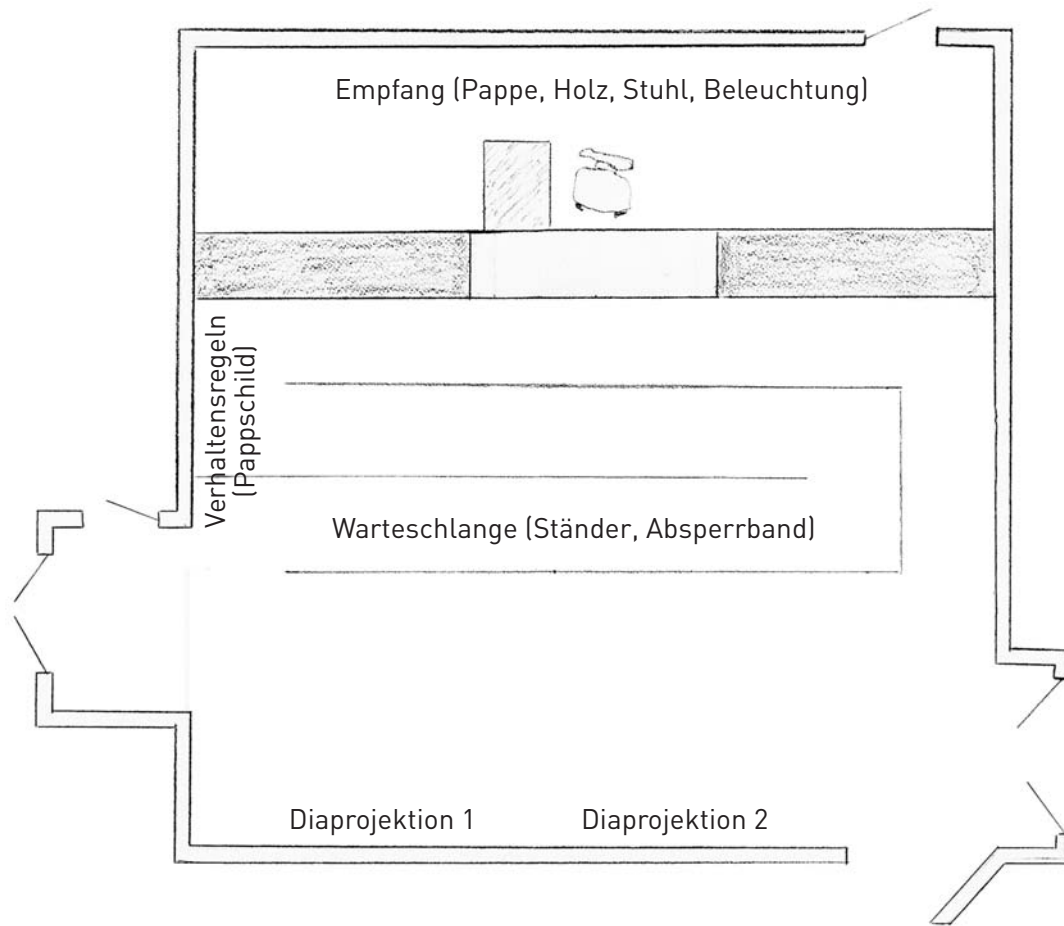 Empfang (Pappe, Holz, Stuhl, Beleuchtung)
Verhaltensregeln
(Pappschild)
Warteschlange (Ständer, Absperrband)
Diaprojektion 1
Diaprojektion 2